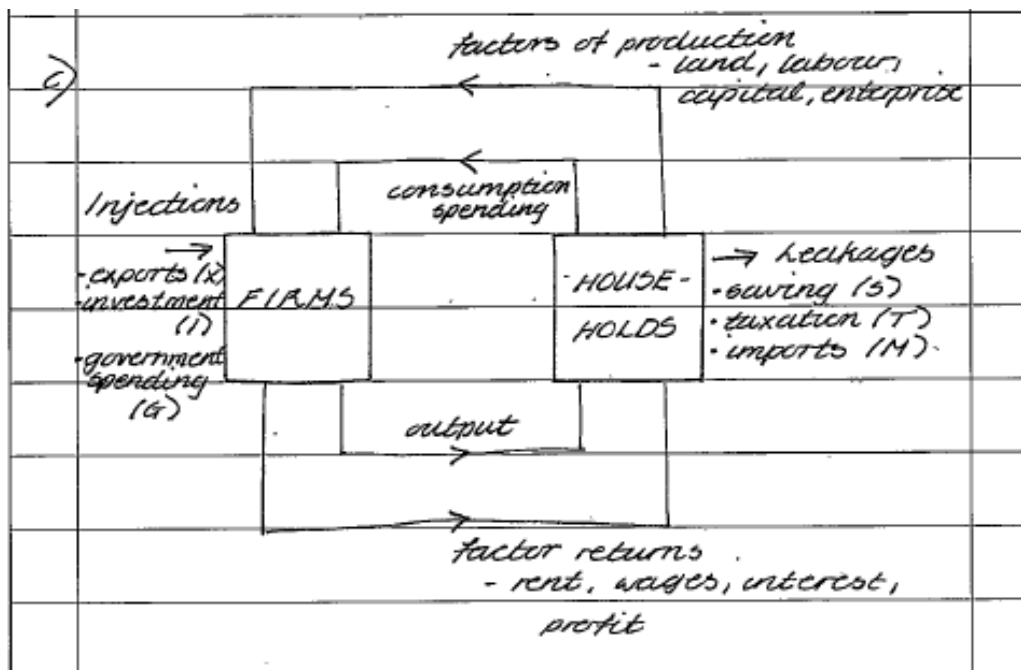 c)
factors of production
- land, labour,
capital, enterprise
consumption
spending
Injections
→
• exports (X)
• investment
(I)
• government
spending
(G)
FIRMS
- HOUSE-
HOLDS
→ Leakages
• saving (S)
• taxation (T)
• imports (M).
output
factor returns
- rent, wages, interest,
profit